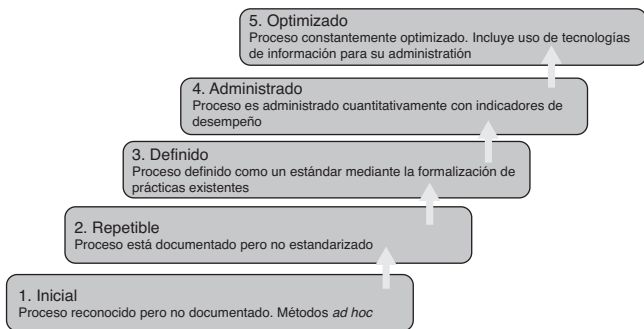 5. Optimizado
Proceso constantemente optimizado. Incluye uso de tecnologías
de información para su administratión
4. Administrado
Proceso es administrado cuantitativamente con indicadores de
desempeño
3. Definido
Proceso definido como un estándar mediante la formalización de
prácticas existentes
2. Repetible
Proceso está documentado pero no estandarizado
1. Inicial
Proceso reconocido pero no documentado. Métodos ad hoc